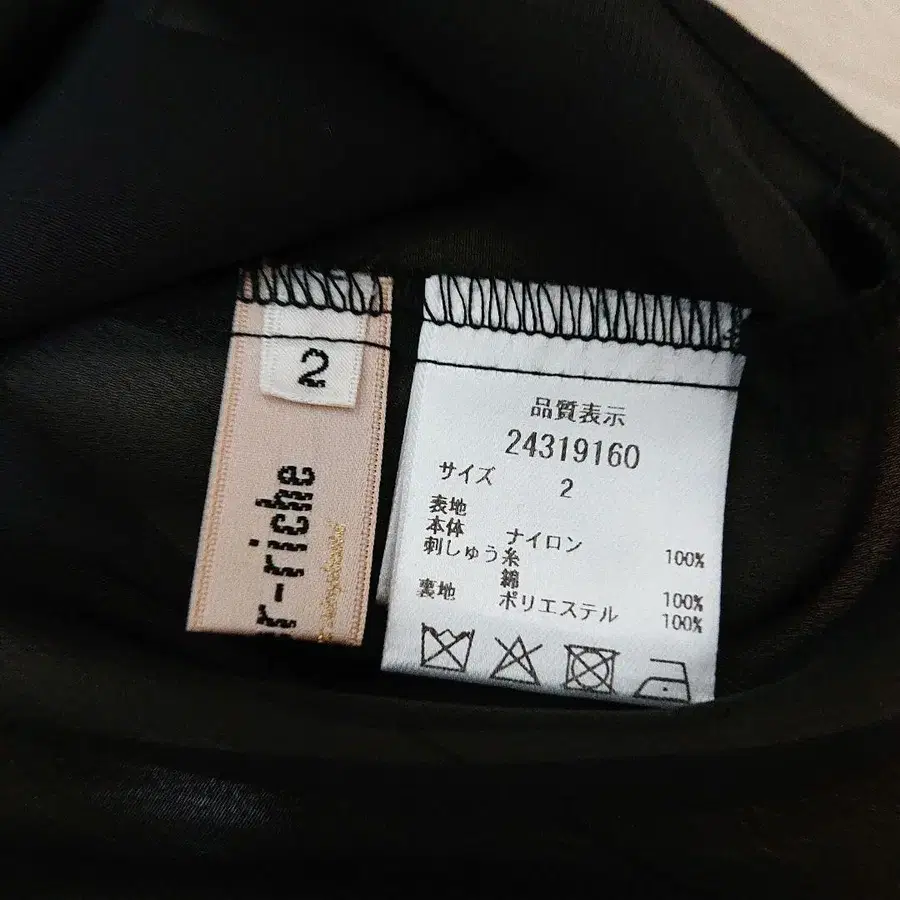 2
r-riche
品質表示
24319160
サイズ 2
表地
本体 ナイロン 100%
刺しゅう糸
綿 100%
裏地 ポリエステル 100%